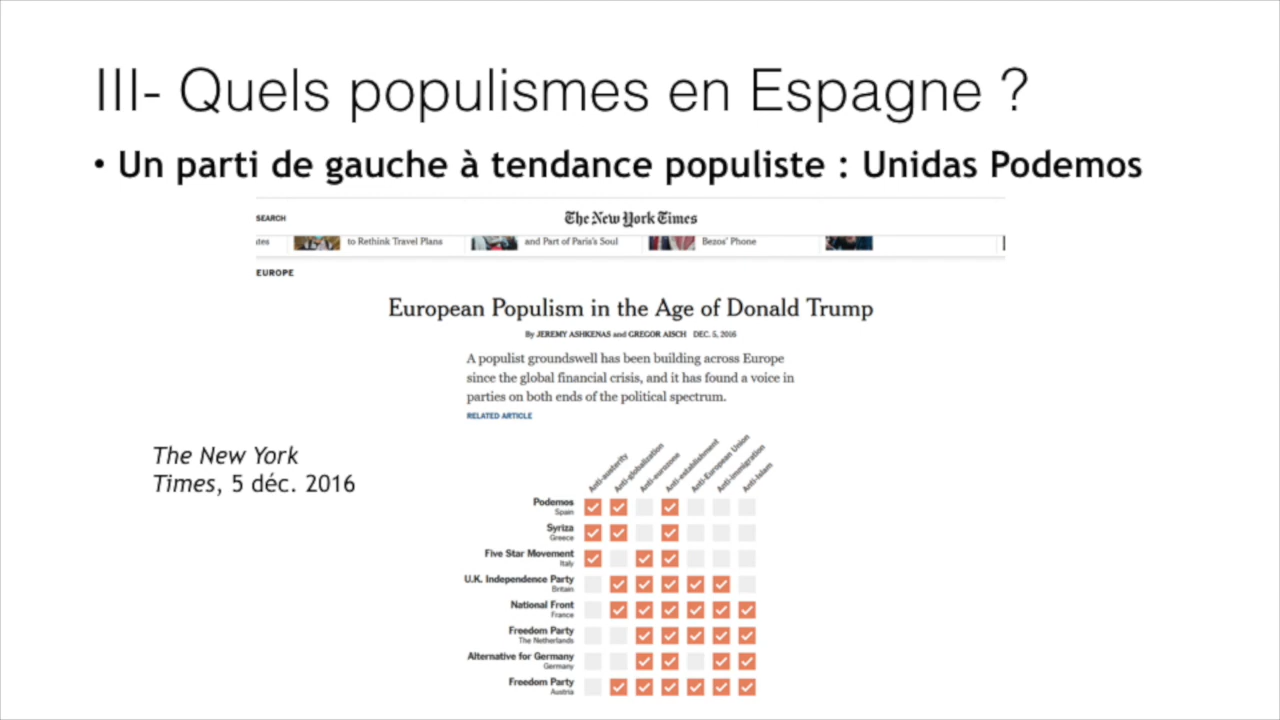 III- Quels populismes en Espagne ?
• Un parti de gauche à tendance populiste : Unidas Podemos
SEARCH
The New York Times
des
to Rethink Travel Plans
and Part of Paris's Soul
Bezos' Phone
EUROPE
European Populism in the Age of Donald Trump
By JEREMY ASHKENAS and GREGOR AISCH DEC. 5, 2016
A populist groundswell has been building across Europe
since the global financial crisis, and it has found a voice in
parties on both ends of the political spectrum.
RELATED ARTICLE
The New York
Times, 5 déc. 2016
Anti-austerity
Anti-globalization
Anti-eurozone
Anti-establishment
Anti-European Union
Anti-immigration
Anti-Islam
Podemos
Spain
Syriza
Greece
Five Star Movement
Italy
U.K. Independence Party
Britain
National Front
France
Freedom Party
The Netherlands
Alternative for Germany
Germany
Freedom Party
Austria